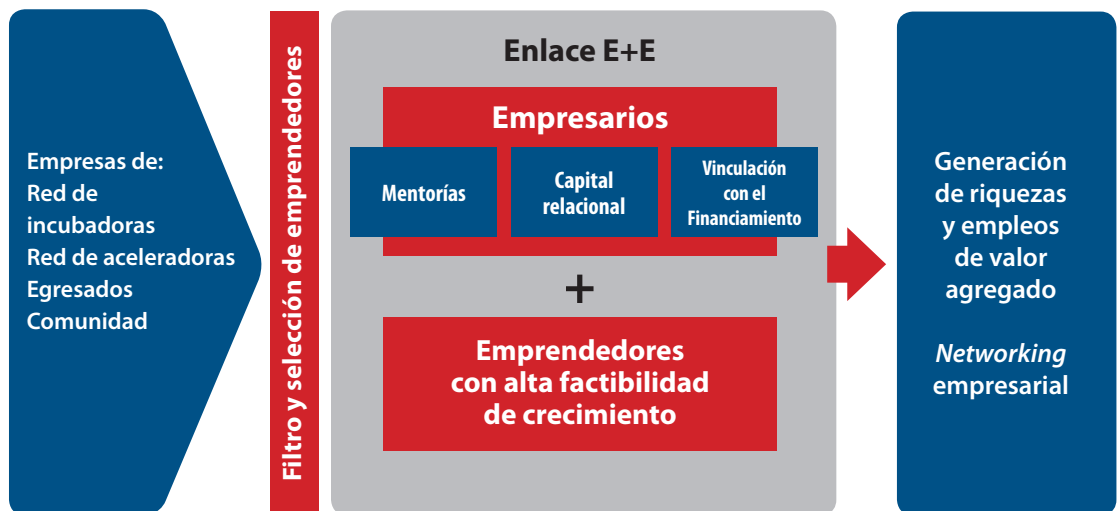 Empresas de:
Red de
incubadoras
Red de aceleradoras
Egresados
Comunidad
Filtro y selección de emprendedores
Enlace E+E
Empresarios
Mentorías
Capital
relacional
Vinculación
con el
Financiamiento
+
Emprendedores
con alta factibilidad
de crecimiento
Generación
de riquezas
y empleos
de valor
agregado
Networking
empresarial